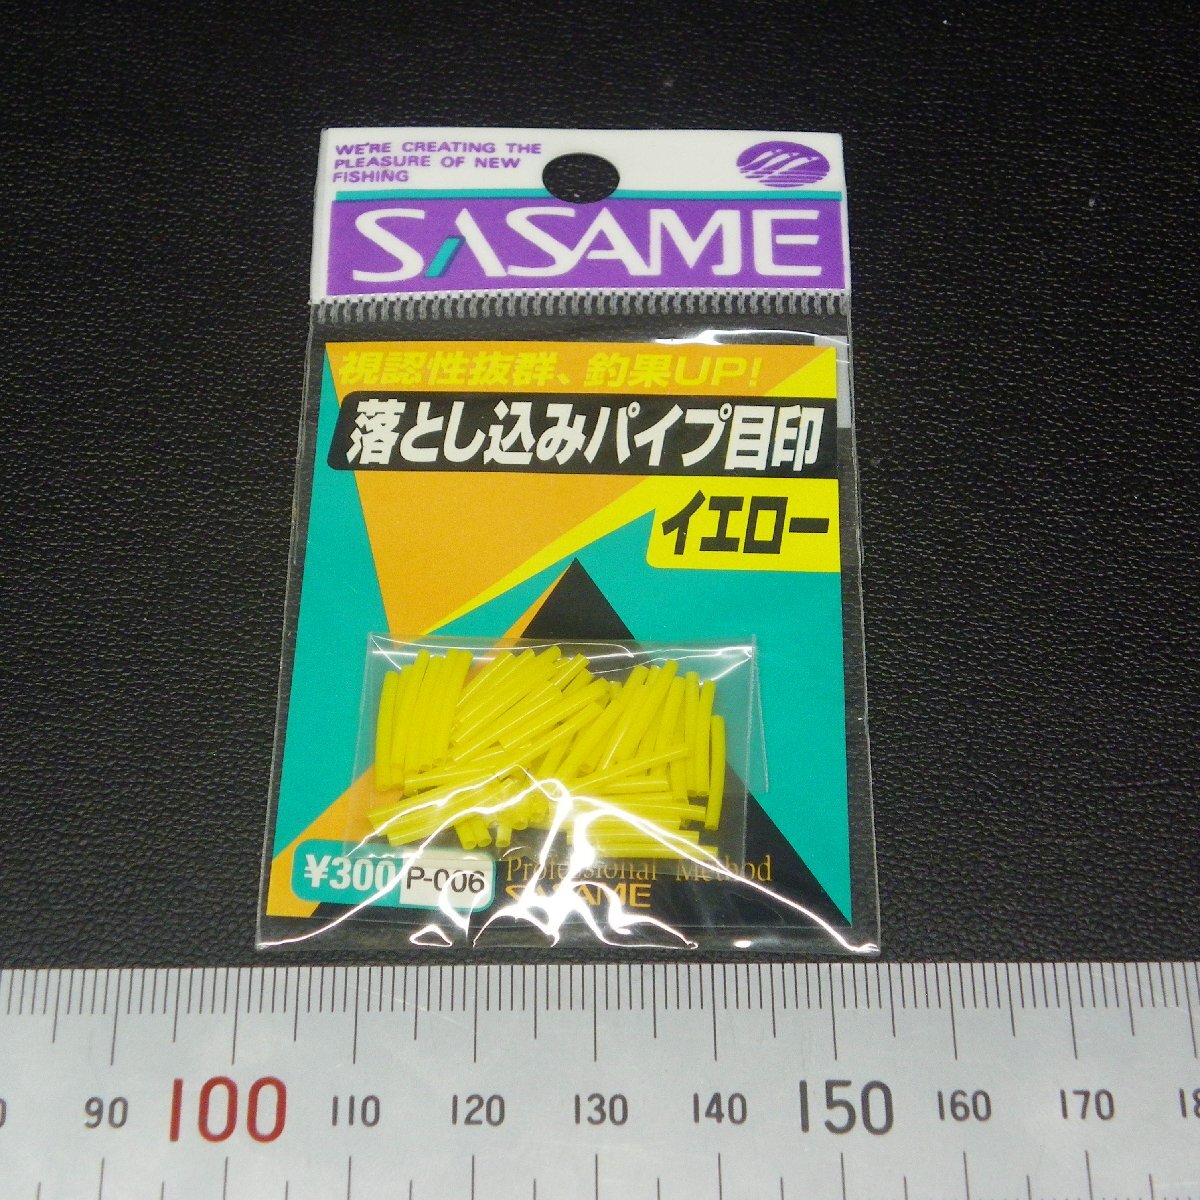 WE'RE CREATING THE
PLEASURE OF NEW
FISHING
SASAME
視認性抜群、釣果UP!
落とし込みパイプ目印
イエロー
¥300 P-006
Professional Method
SASAME
90 100 110 120 130 140 150 160 170